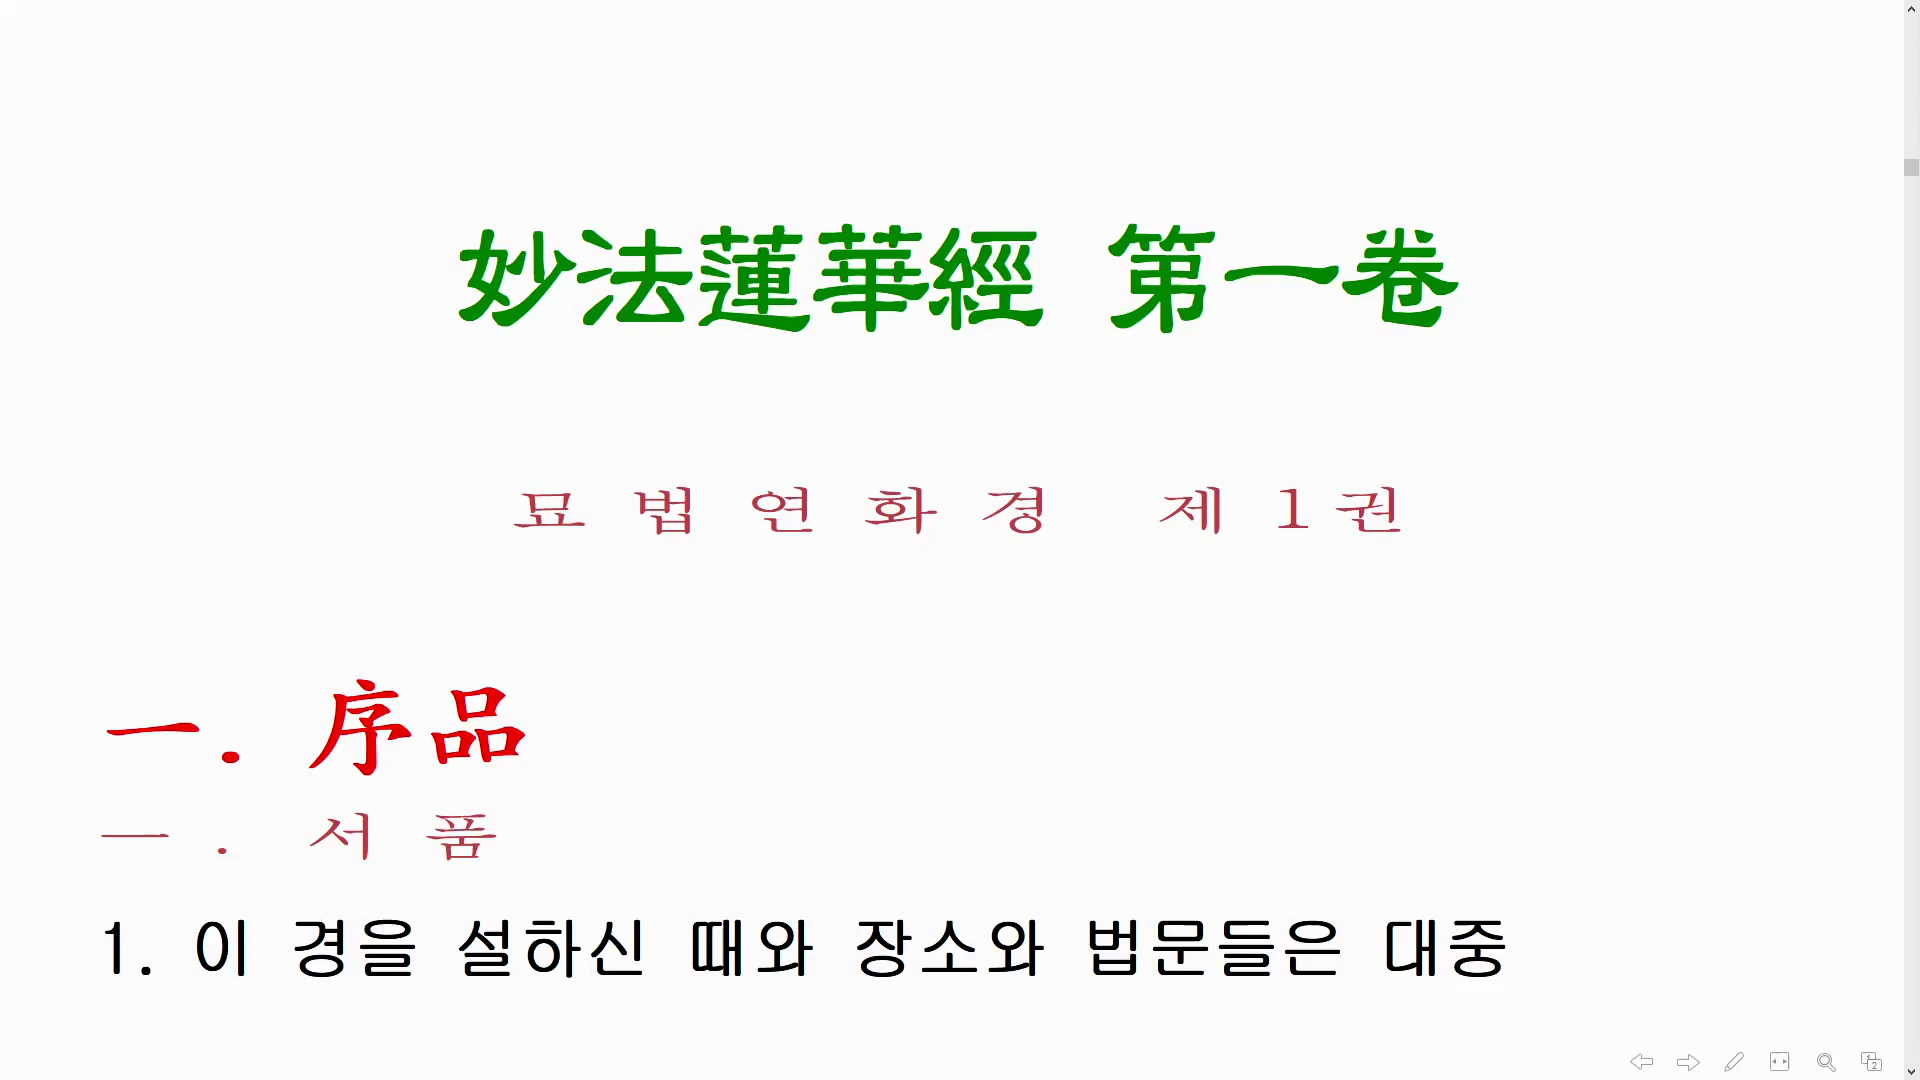 妙法蓮華經 第一卷
묘법연화경 제1권
一. 序品
一. 서품
1. 이 경을 설하신 때와 장소와 법문들은 대중